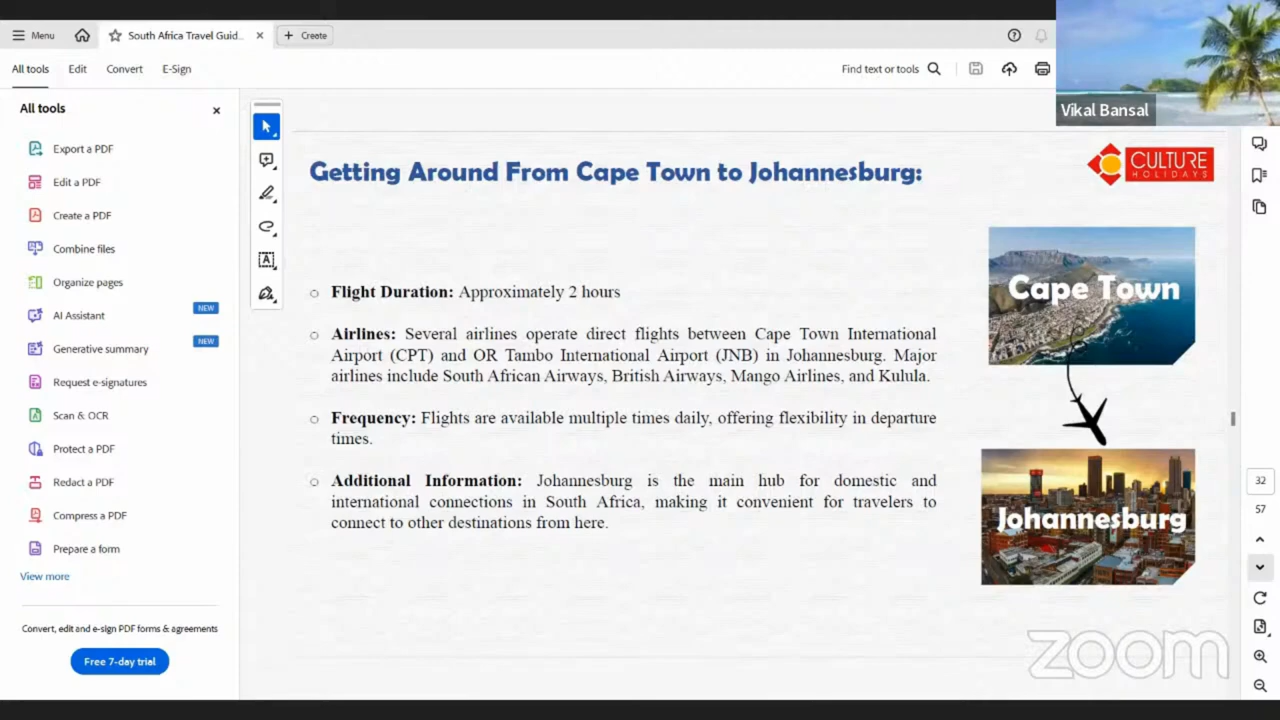 Menu
South Africa Travel Guid..
Create
All tools
Edit
Convert
E-Sign
Find text or tools
Vikal Bansal
All tools
Export a PDF
Edit a PDF
Create a PDF
Combine files
Organize pages
AI Assistant
NEW
Generative summary
NEW
Request e-signatures
Scan & OCR
Protect a PDF
Redact a PDF
Compress a PDF
Prepare a form
View more
Convert, edit and e-sign PDF forms & agreements
Free 7-day trial
Getting Around From Cape Town to Johannesburg:
CULTURE
HOLIDAYS
Flight Duration: Approximately 2 hours
Airlines: Several airlines operate direct flights between Cape Town International
Airport (CPT) and OR Tambo International Airport (JNB) in Johannesburg. Major
airlines include South African Airways, British Airways, Mango Airlines, and Kulula.
Frequency: Flights are available multiple times daily, offering flexibility in departure
times.
Additional Information: Johannesburg is the main hub for domestic and
international connections in South Africa, making it convenient for travelers to
connect to other destinations from here.
Cape Town
Johannesburg
32
57
zoom